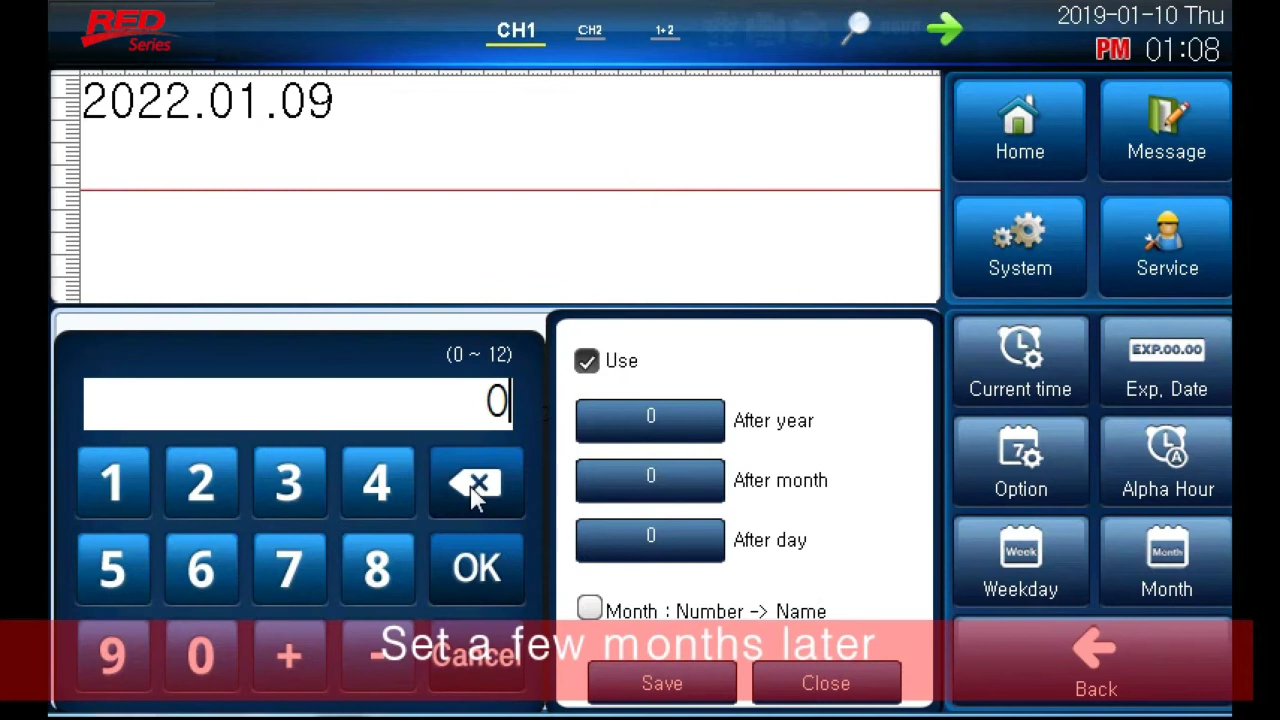 RED
Series
CH1
CH2
1+2
2019-01-10 Thu
PM 01:08
2022.01.09
Home
Message
System
Service
(0 ~ 12)
0
1 2 3 4
5 6 7 8 OK
9 0 + - Cancel
Use
0 After year
0 After month
0 After day
Month : Number -> Name
Save
Close
Current time
EXP.00.00
Exp. Date
7
Option
A
Alpha Hour
Week
Weekday
Month
Month
Back
Set a few months later